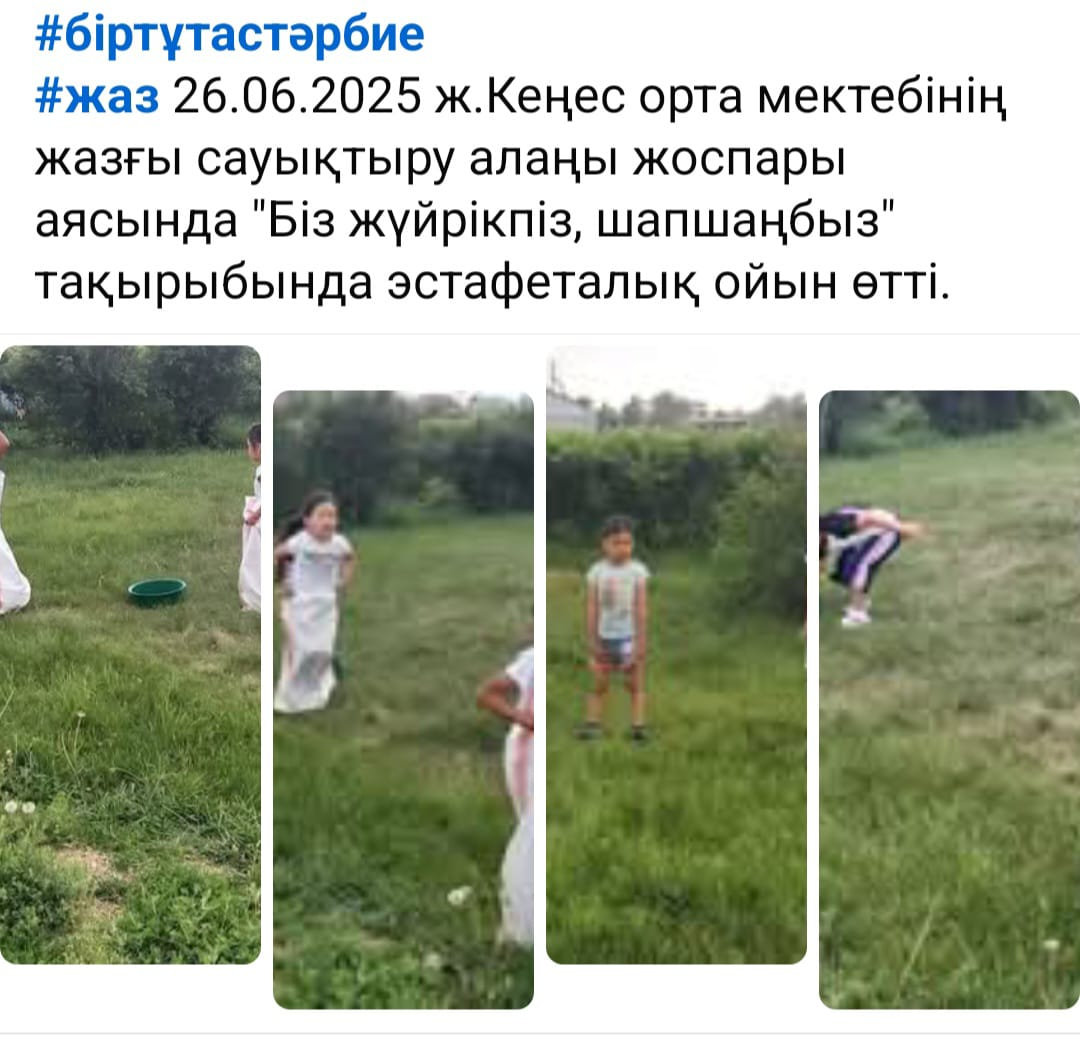 #біртұтастәрбие
#жаз 26.06.2025 ж.Кеңес орта мектебінің
жазғы сауықтыру алаңы жоспары
аясында "Біз жүйрікпіз, шапшаңбыз"
тақырыбында эстафеталық ойын өтті.